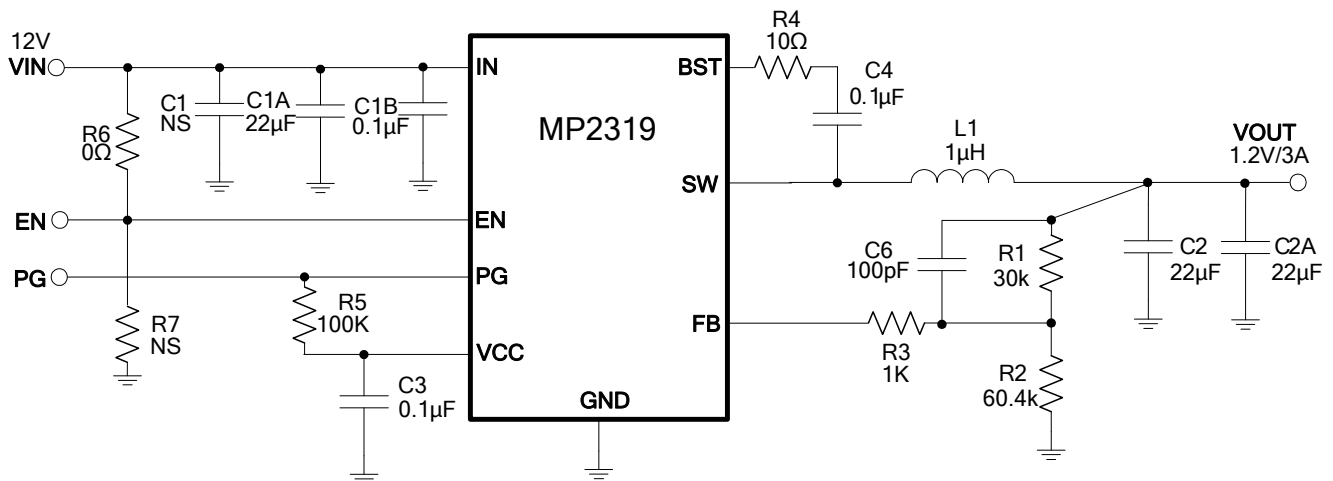 12V
VIN
R6
0Ω
C1
NS
C1A
22µF
C1B
0.1µF
IN
MP2319
BST
R4
10Ω
C4
0.1µF
L1
1µH
VOUT
1.2V/3A
SW
EN
EN
PG
PG
R5
100K
R7
NS
VCC
C3
0.1µF
GND
FB
C6
100pF
R1
30k
R3
1K
R2
60.4k
C2
22µF
C2A
22µF